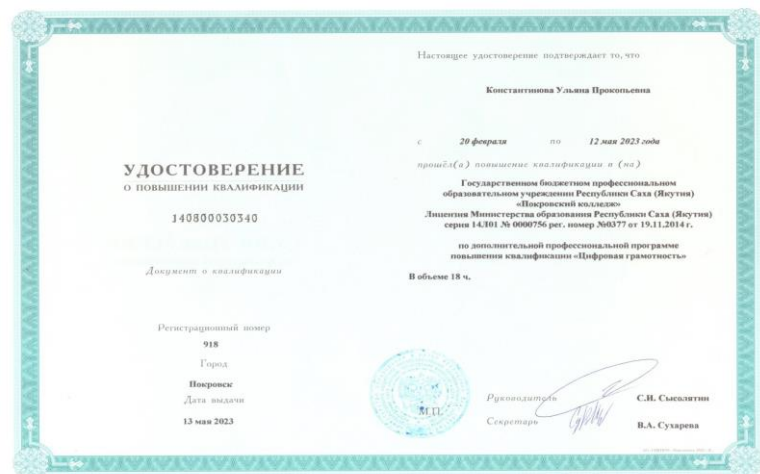 УДОСТОВЕРЕНИЕ
О ПОВЫШЕНИИ КВАЛИФИКАЦИИ
140800030340
Документ о квалификации
Регистрационный номер
918
Город
Покровск
Дата выдачи
13 мая 2023
Настоящее удостоверение подтверждает то, что
Константинова Ульяна Прокопьевна
с 20 февраля по 12 мая 2023 года
прошёл(а) повышение квалификации в (на)
Государственном бюджетном профессиональном
образовательном учреждении Республики Саха (Якутия)
«Покровский колледж»
Лицензия Министерства образования Республики Саха (Якутия)
серия 14Л01 № 0000756 рег. номер №0377 от 19.11.2014 г.
по дополнительной профессиональной программе
повышения квалификации «Цифровая грамотность»
В объеме 18 ч.
М.П.
Руководитель С.И. Сысолятин
Секретарь В.А. Сухарева